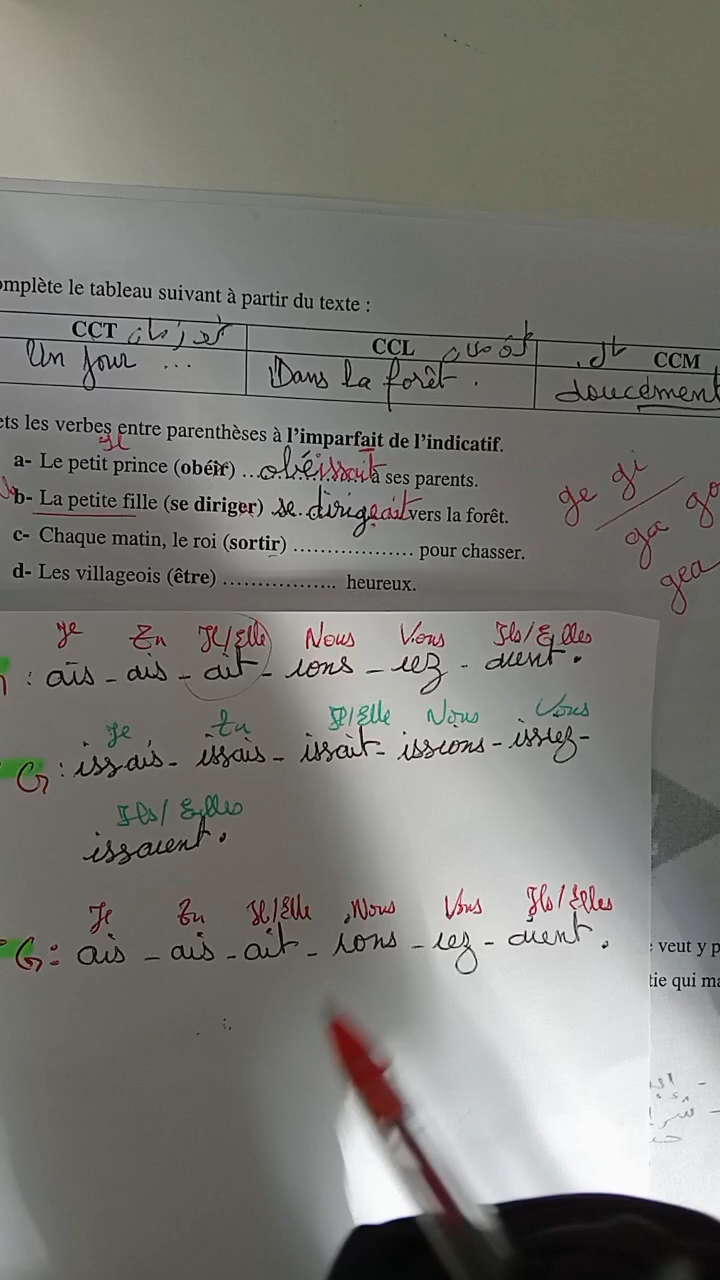 omplète le tableau suivant à partir du texte :
CCT CCL CCM
Un jour ... Dans la forêt . doucement
ets les verbes entre parenthèses à l'imparfait de l'indicatif.
a- Le petit prince (obéir) ...obéissait à ses parents.
b- La petite fille (se diriger) se dirigeait vers la forêt.
c- Chaque matin, le roi (sortir) .................. pour chasser.
d- Les villageois (être) ................. heureux.
ge gi
ga go
gea
Je Tu Il/Elle Nous Vous Ils/Elles
: ais - ais - ait - ions - iez - aient.
Je Tu Il/Elle Nous Vous
G : issais - issais - issait - issions - issiez -
Ils/Elles
issaient.
Je Tu Il/Elle Nous Vous Ils/Elles
G : ais - ais - ait - ions - iez - aient.
veut y p
tie qui ma